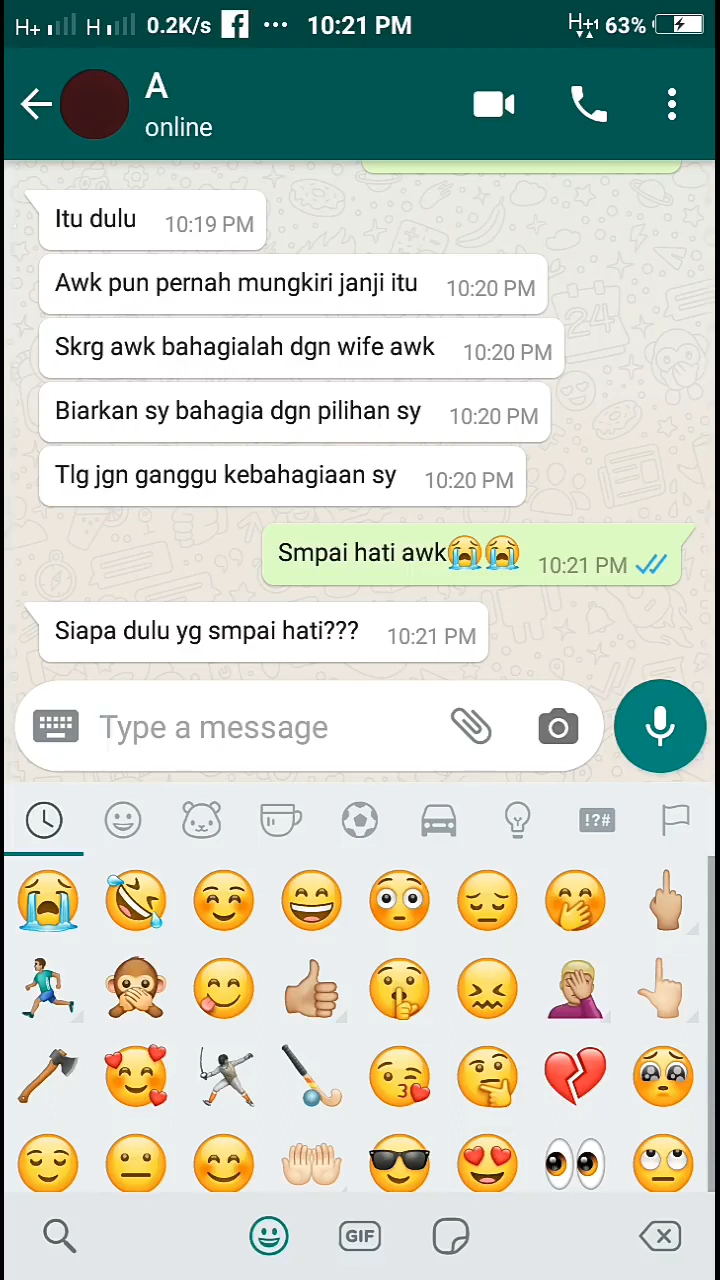 H+ H 0.2K/s f ... 10:21 PM H+1 63%
A
online
Itu dulu 10:19 PM
Awk pun pernah mungkiri janji itu 10:20 PM
Skrg awk bahagialah dgn wife awk 10:20 PM
Biarkan sy bahagia dgn pilihan sy 10:20 PM
Tlg jgn ganggu kebahagiaan sy 10:20 PM
Smpai hati awk😭😭 10:21 PM
Siapa dulu yg smpai hati??? 10:21 PM
Type a message
!?#
GIF